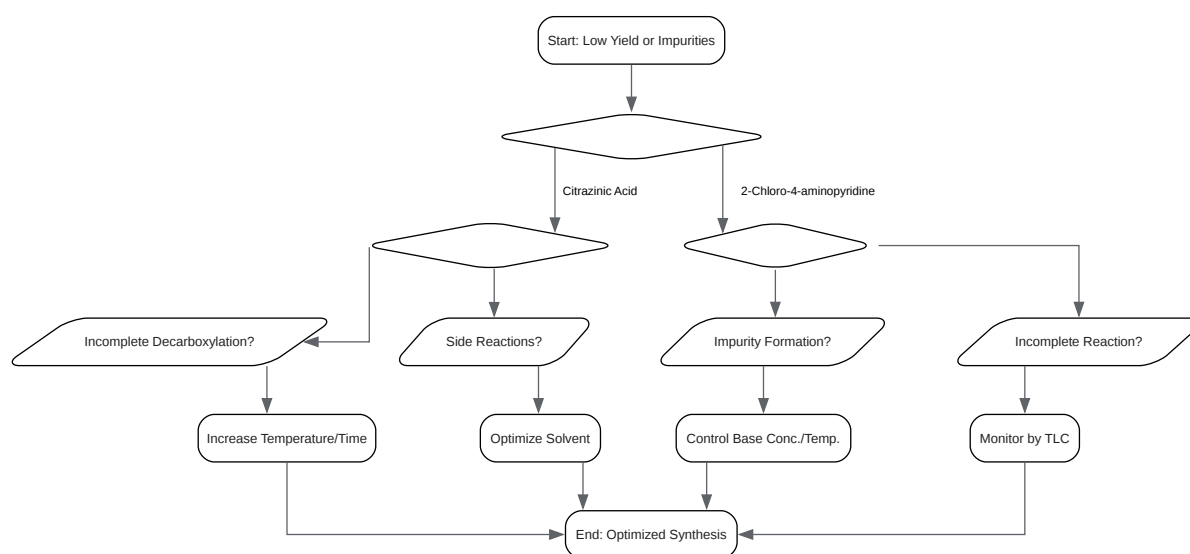 Start: Low Yield or Impurities
Citrazinic Acid
2-Chloro-4-aminopyridine
Incomplete Decarboxylation?
Side Reactions?
Impurity Formation?
Incomplete Reaction?
Increase Temperature/Time
Optimize Solvent
Control Base Conc./Temp.
Monitor by TLC
End: Optimized Synthesis